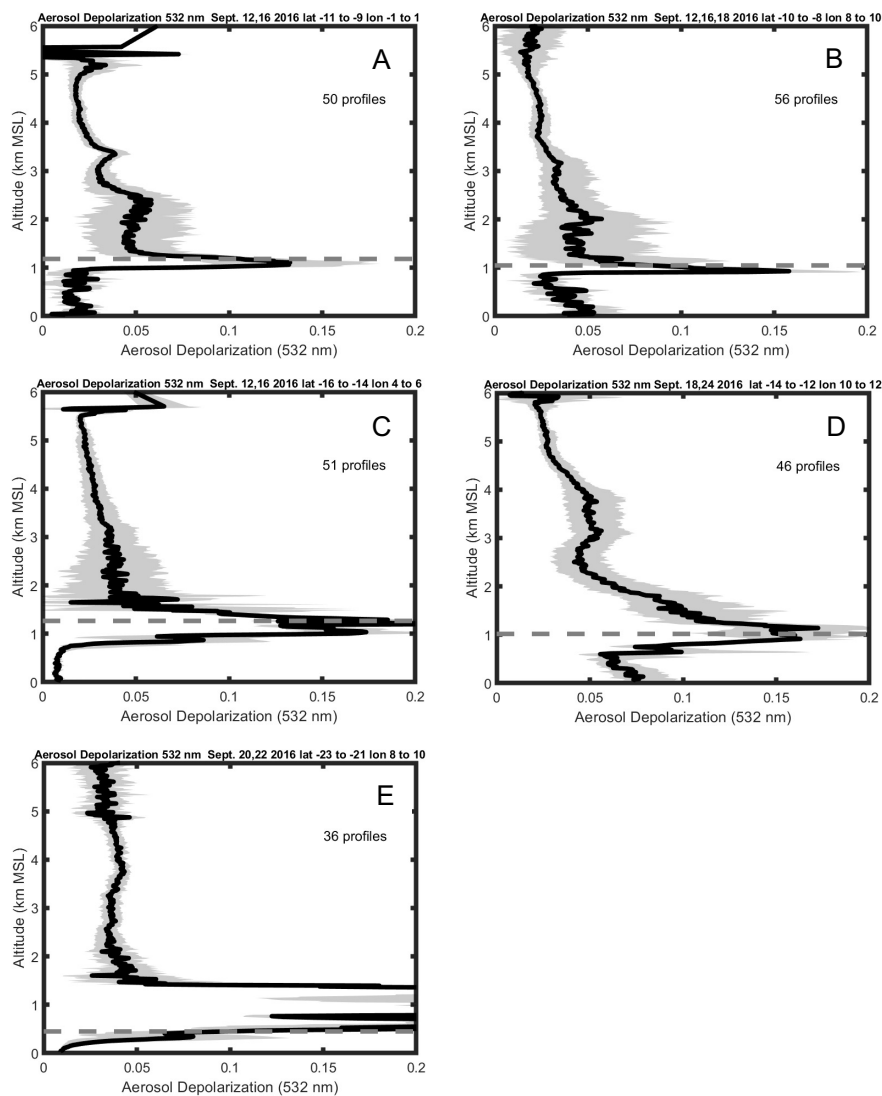 Aerosol Depolarization 532 nm Sept. 12,16 2016 lat -11 to -9 lon -1 to 1
A
50 profiles
Altitude (km MSL)
6
5
4
3
2
1
0
0 0.05 0.1 0.15 0.2
Aerosol Depolarization (532 nm)
Aerosol Depolarization 532 nm Sept. 12,16,18 2016 lat -10 to -8 lon 8 to 10
B
56 profiles
Altitude (km MSL)
6
5
4
3
2
1
0
0 0.05 0.1 0.15 0.2
Aerosol Depolarization (532 nm)
Aerosol Depolarization 532 nm Sept. 12,16 2016 lat -16 to -14 lon 4 to 6
C
51 profiles
Altitude (km MSL)
6
5
4
3
2
1
0
0 0.05 0.1 0.15 0.2
Aerosol Depolarization (532 nm)
Aerosol Depolarization 532 nm Sept. 18,24 2016 lat -14 to -12 lon 10 to 12
D
46 profiles
Altitude (km MSL)
6
5
4
3
2
1
0
0 0.05 0.1 0.15 0.2
Aerosol Depolarization (532 nm)
Aerosol Depolarization 532 nm Sept. 20,22 2016 lat -23 to -21 lon 8 to 10
E
36 profiles
Altitude (km MSL)
6
5
4
3
2
1
0
0 0.05 0.1 0.15 0.2
Aerosol Depolarization (532 nm)